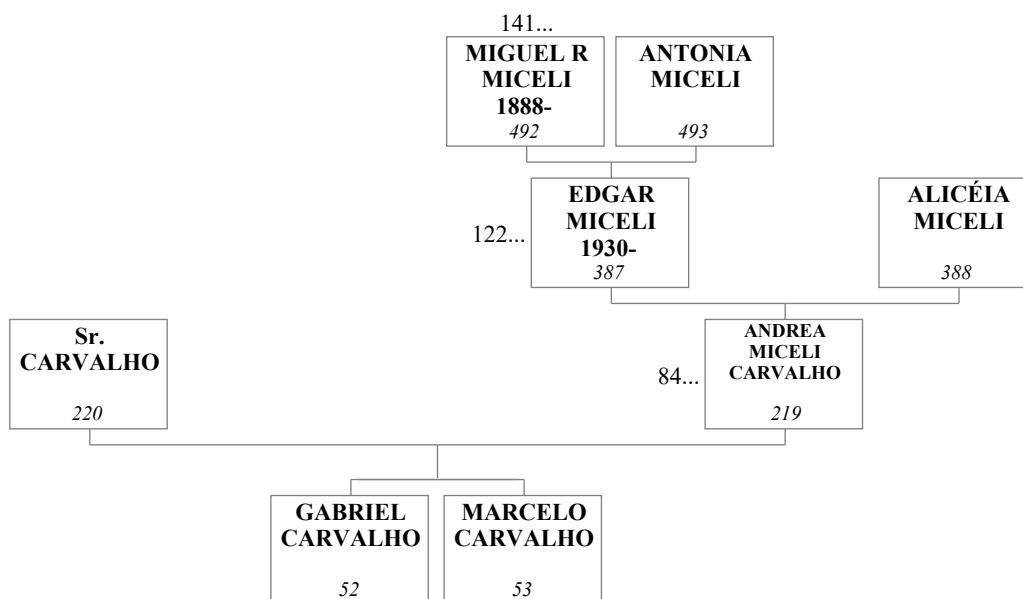 141...
MIGUEL R
MICELI
1888-
492
ANTONIA
MICELI
493
122...
EDGAR
MICELI
1930-
387
ALICÉIA
MICELI
388
Sr.
CARVALHO
220
84...
ANDREA
MICELI
CARVALHO
219
GABRIEL
CARVALHO
52
MARCELO
CARVALHO
53